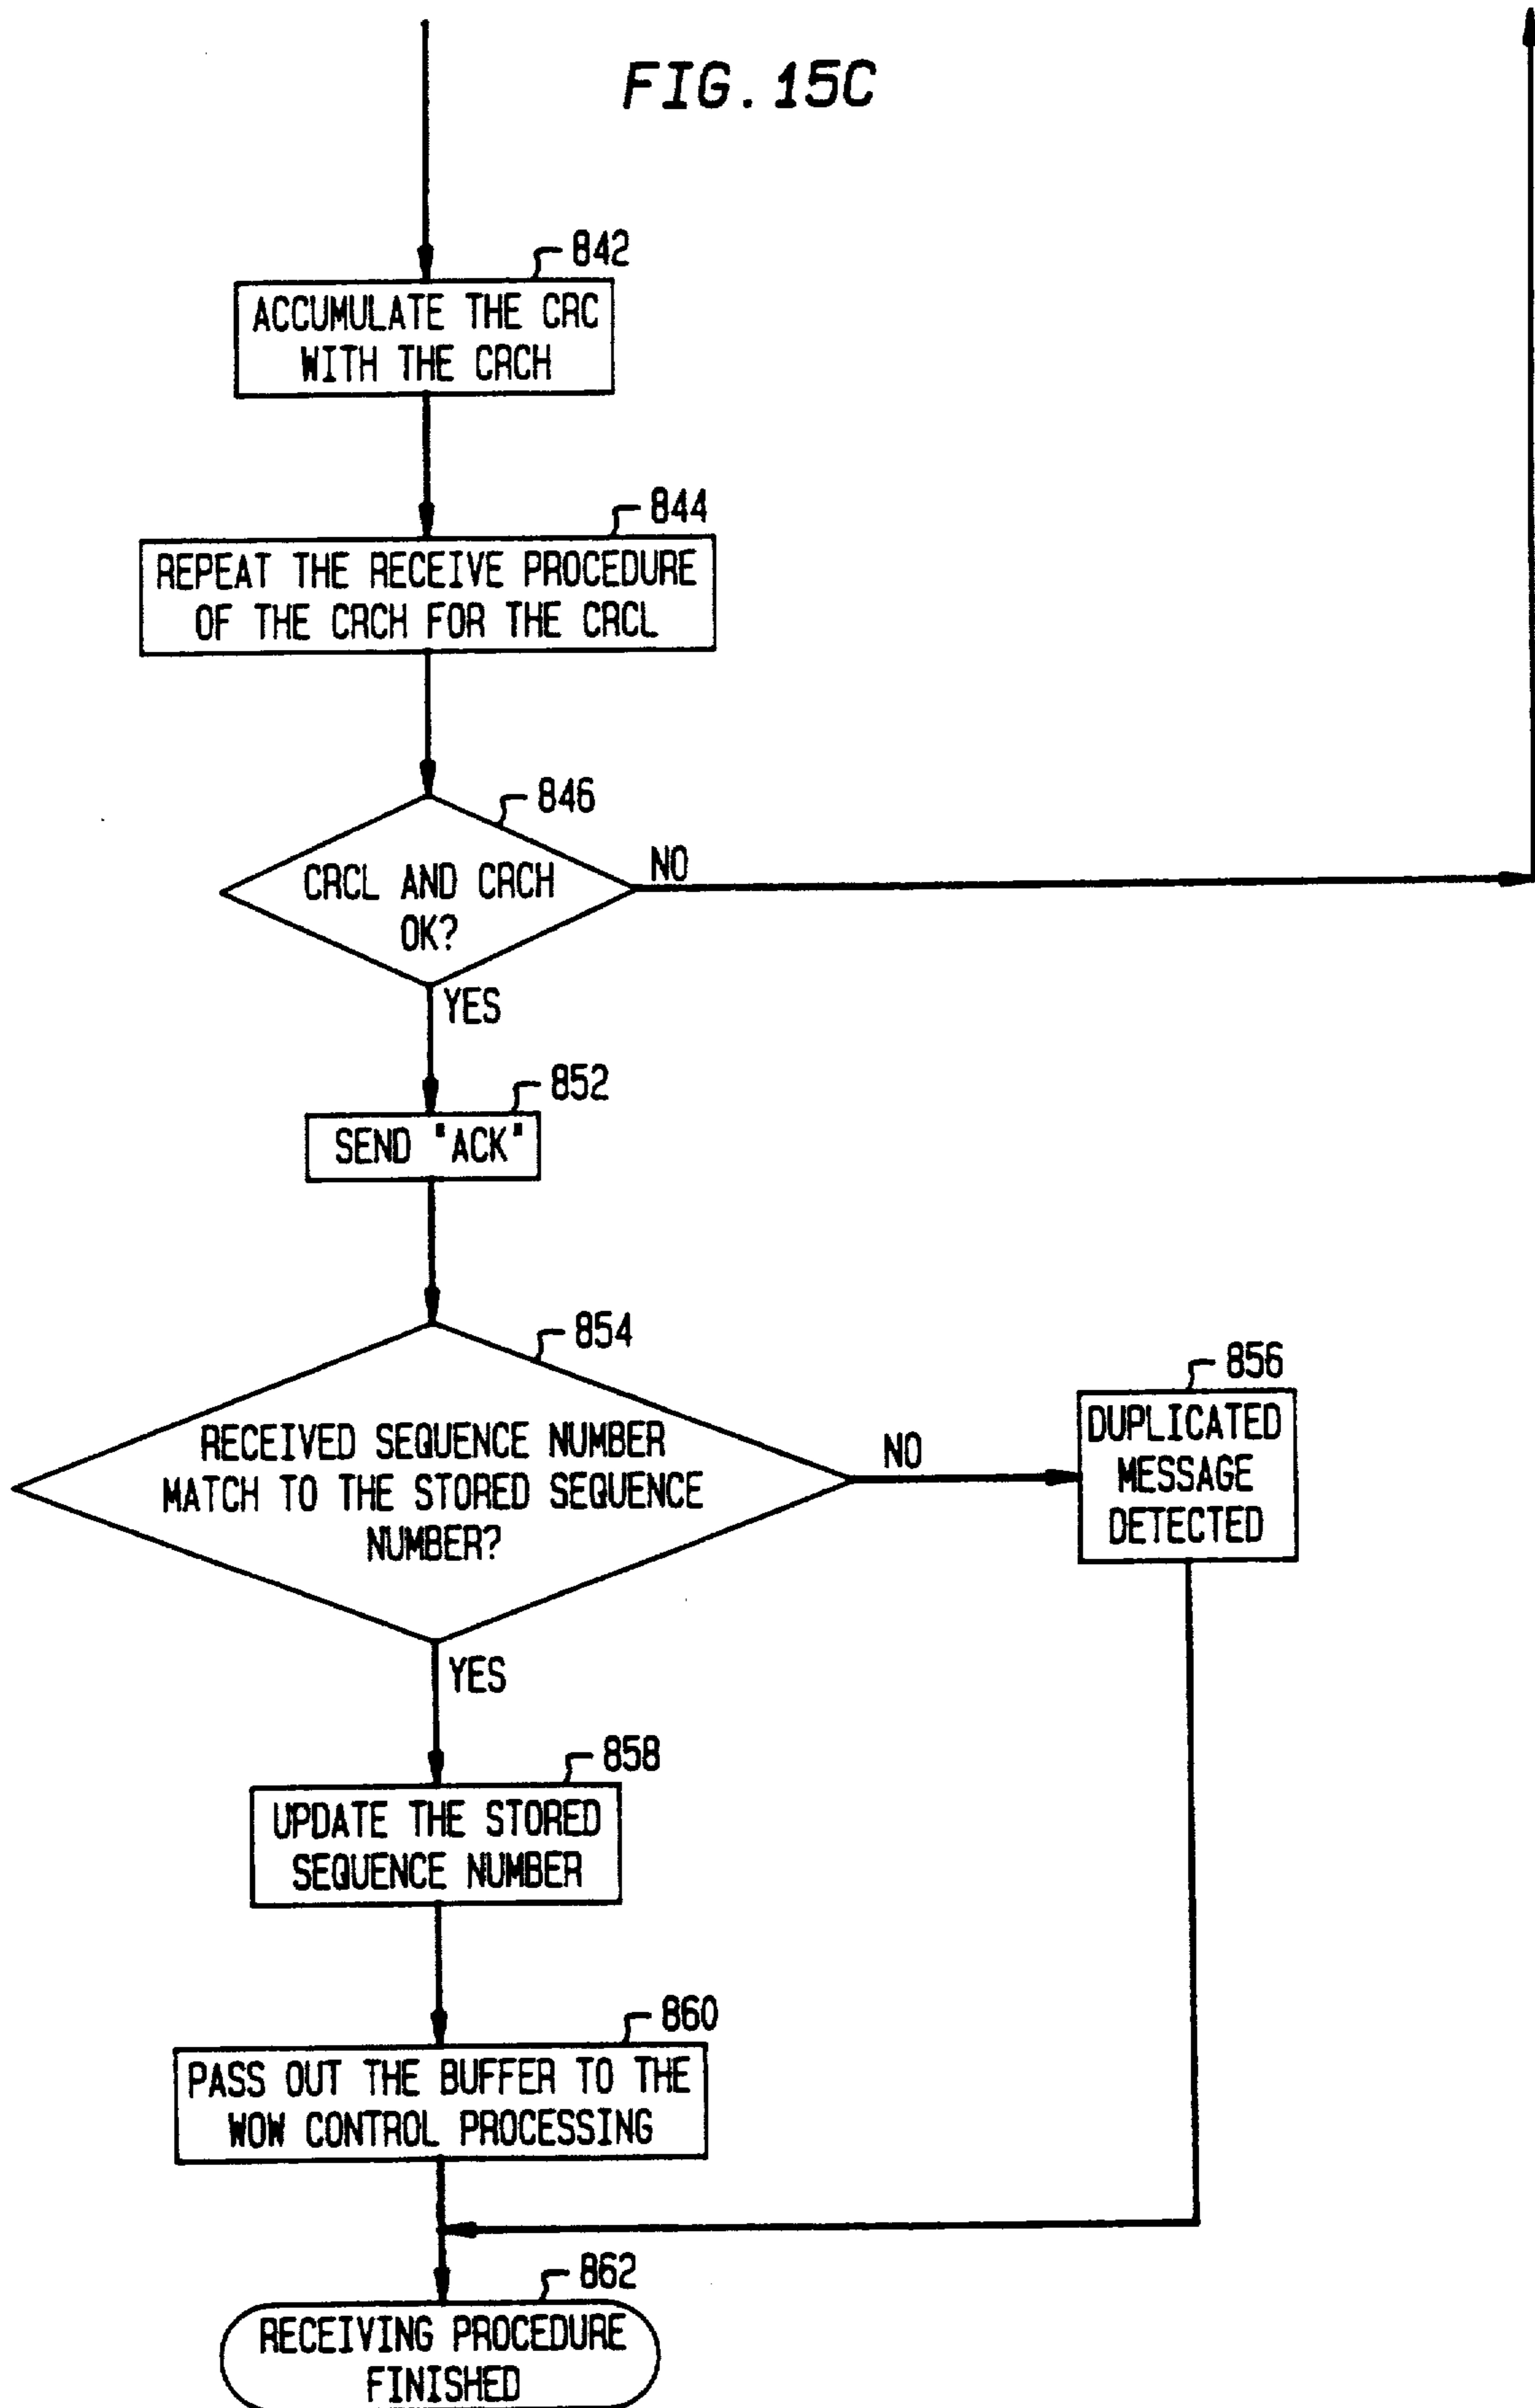 FIG. 15C
842
ACCUMULATE THE CRC
WITH THE CRCH
844
REPEAT THE RECEIVE PROCEDURE
OF THE CRCH FOR THE CRCL
846
CRCL AND CRCH
OK?
NO
YES
852
SEND "ACK"
854
RECEIVED SEQUENCE NUMBER
MATCH TO THE STORED SEQUENCE
NUMBER?
NO
856
DUPLICATED
MESSAGE
DETECTED
YES
858
UPDATE THE STORED
SEQUENCE NUMBER
860
PASS OUT THE BUFFER TO THE
WOW CONTROL PROCESSING
862
RECEIVING PROCEDURE
FINISHED